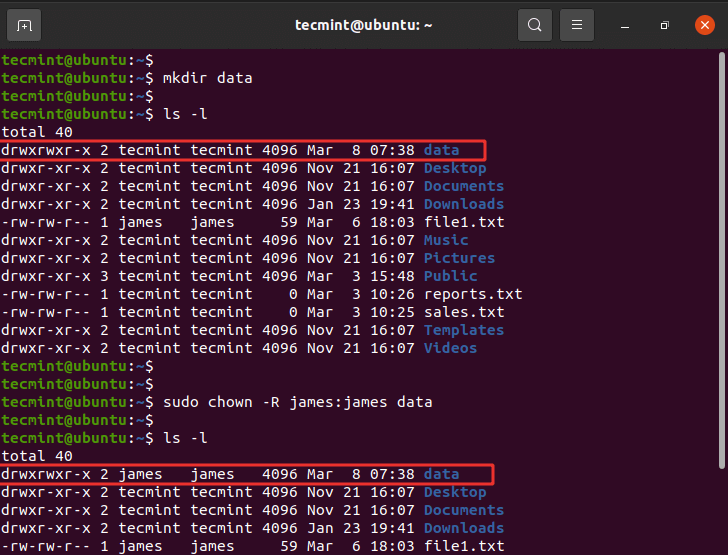 tecmint@ubuntu: ~
tecmint@ubuntu:~$
tecmint@ubuntu:~$ mkdir data
tecmint@ubuntu:~$
tecmint@ubuntu:~$ ls -l
total 40
drwxrwxr-x 2 tecmint tecmint 4096 Mar  8 07:38 data
drwxr-xr-x 2 tecmint tecmint 4096 Nov 21 16:07 Desktop
drwxr-xr-x 2 tecmint tecmint 4096 Nov 21 16:07 Documents
drwxr-xr-x 2 tecmint tecmint 4096 Jan 23 19:41 Downloads
-rw-rw-r-- 1 james   james     59 Mar  6 18:03 file1.txt
drwxr-xr-x 2 tecmint tecmint 4096 Nov 21 16:07 Music
drwxr-xr-x 2 tecmint tecmint 4096 Nov 21 16:07 Pictures
drwxr-xr-x 3 tecmint tecmint 4096 Mar  3 15:48 Public
-rw-rw-r-- 1 tecmint tecmint    0 Mar  3 10:26 reports.txt
-rw-rw-r-- 1 tecmint tecmint    0 Mar  3 10:25 sales.txt
drwxr-xr-x 2 tecmint tecmint 4096 Nov 21 16:07 Templates
drwxr-xr-x 2 tecmint tecmint 4096 Nov 21 16:07 Videos
tecmint@ubuntu:~$
tecmint@ubuntu:~$
tecmint@ubuntu:~$ sudo chown -R james:james data
tecmint@ubuntu:~$
tecmint@ubuntu:~$ ls -l
total 40
drwxrwxr-x 2 james   james   4096 Mar  8 07:38 data
drwxr-xr-x 2 tecmint tecmint 4096 Nov 21 16:07 Desktop
drwxr-xr-x 2 tecmint tecmint 4096 Nov 21 16:07 Documents
drwxr-xr-x 2 tecmint tecmint 4096 Jan 23 19:41 Downloads
-rw-rw-r-- 1 james   james     59 Mar  6 18:03 file1.txt